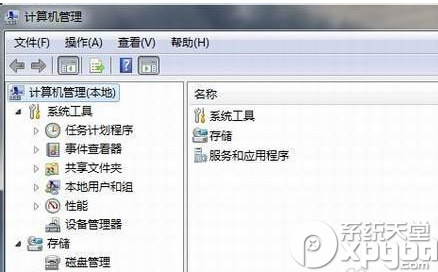 计算机管理
文件(F) 操作(A) 查看(V) 帮助(H)
计算机管理(本地)
系统工具
任务计划程序
事件查看器
共享文件夹
本地用户和组
性能
设备管理器
存储
磁盘管理
名称
系统工具
存储
服务和应用程序
系统天堂
xpgod